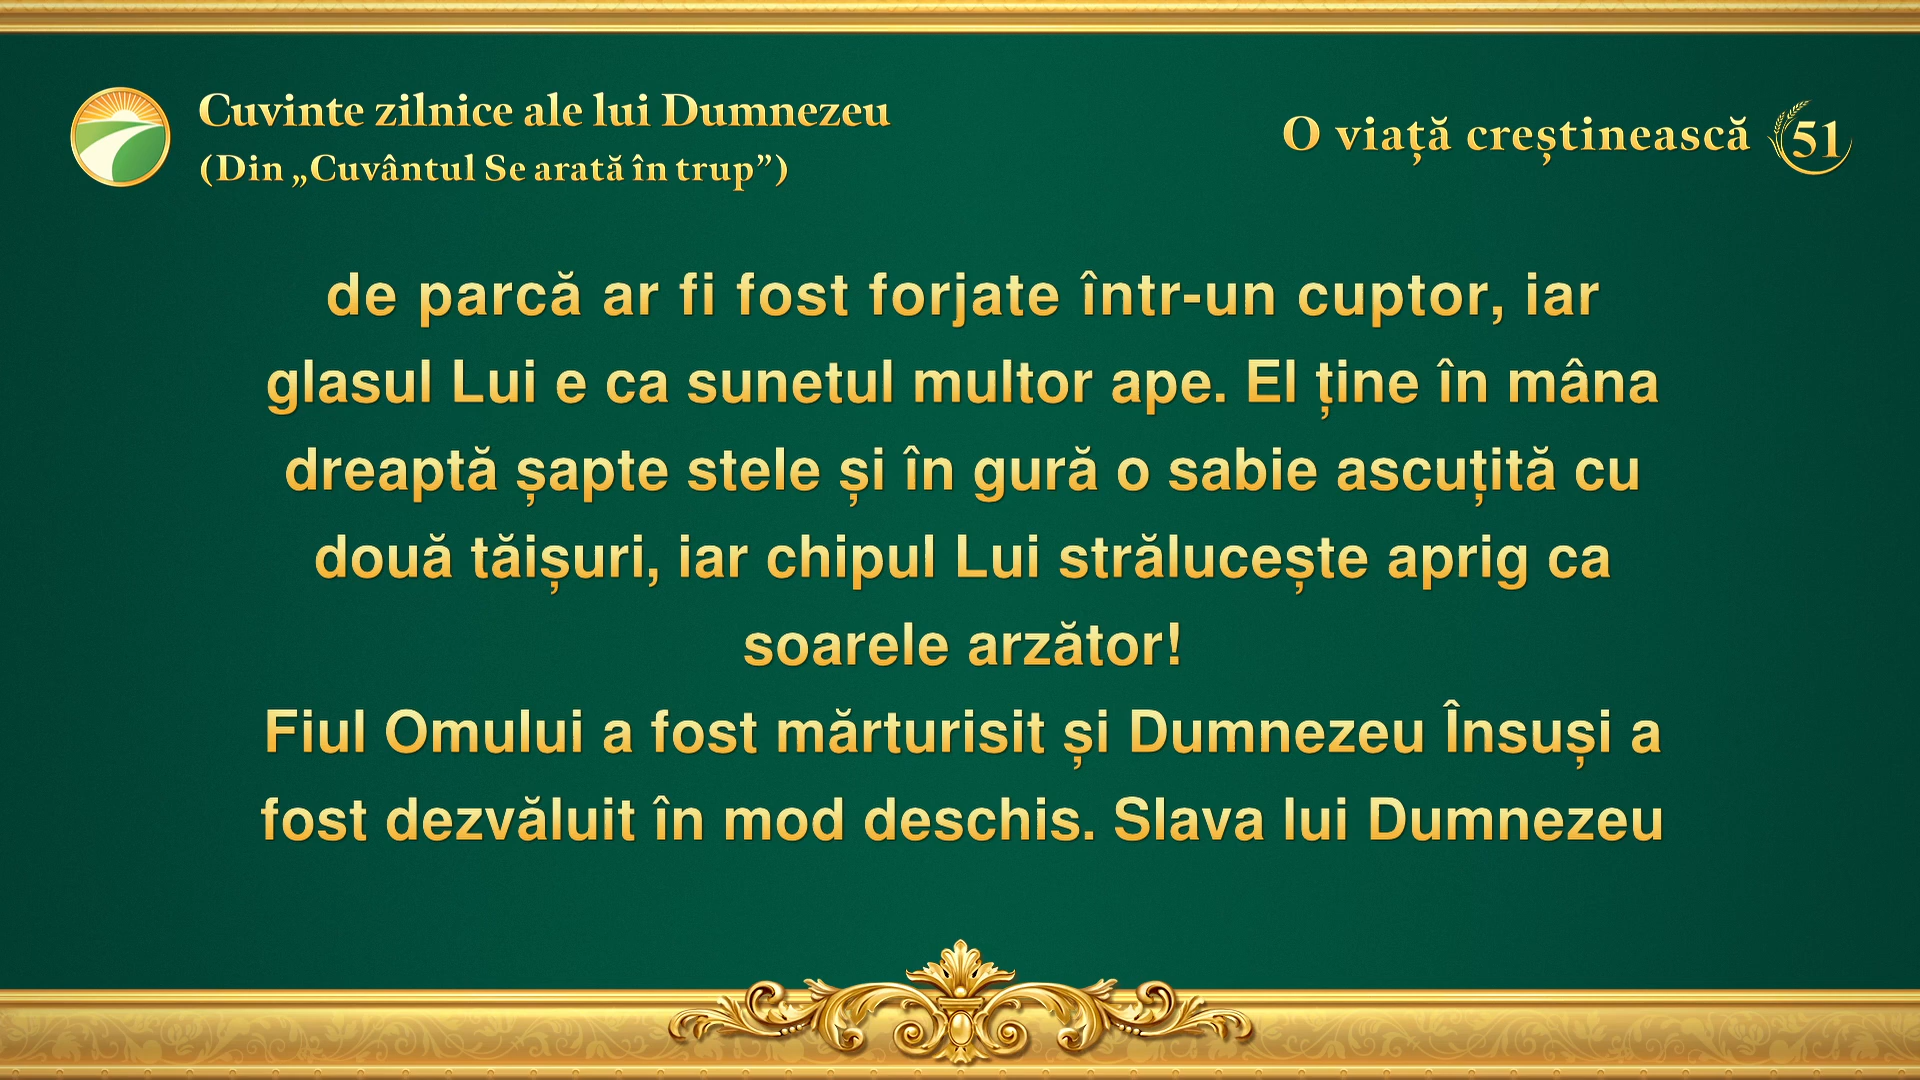 Cuvinte zilnice ale lui Dumnezeu
(Din „Cuvântul Se arată în trup”)
O viață creștinească 51
de parcă ar fi fost forjate într-un cuptor, iar
glasul Lui e ca sunetul multor ape. El ține în mâna
dreaptă șapte stele și în gură o sabie ascuțită cu
două tăișuri, iar chipul Lui strălucește aprig ca
soarele arzător!
Fiul Omului a fost mărturisit și Dumnezeu Însuși a
fost dezvăluit în mod deschis. Slava lui Dumnezeu